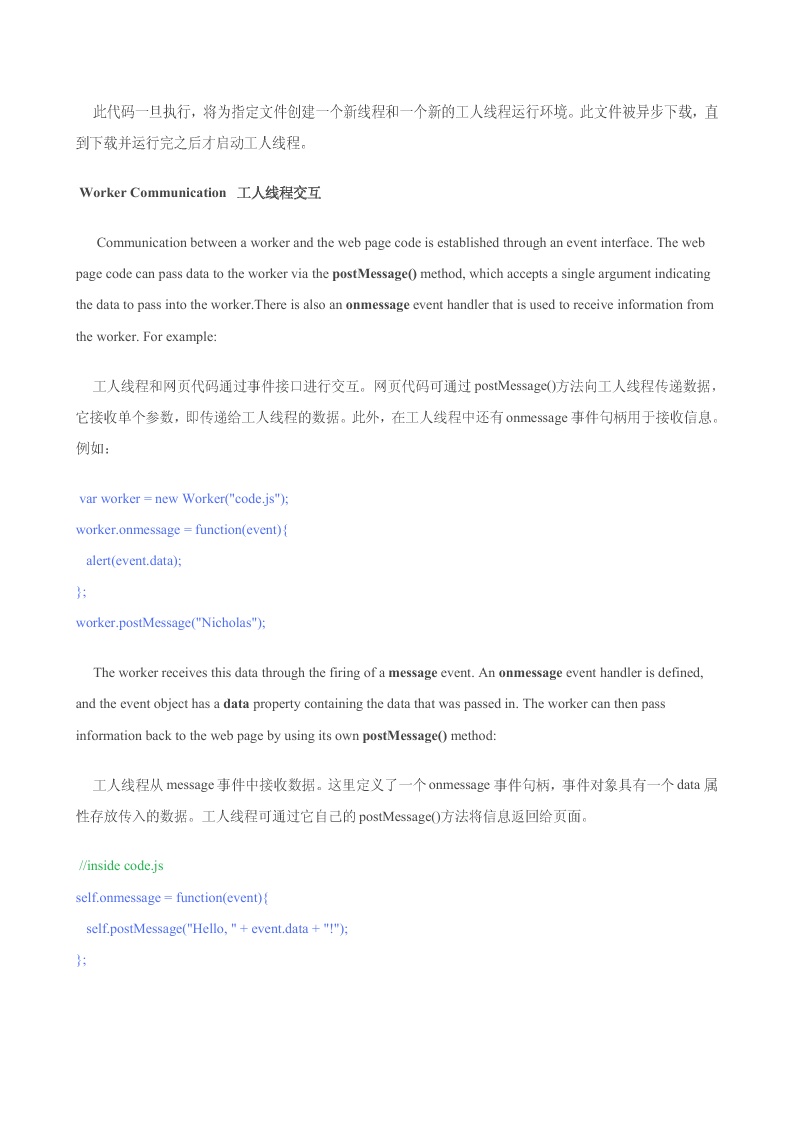 此代码一旦执行，将为指定文件创建一个新线程和一个新的工人线程运行环境。此文件被异步下载，直
到下载并运行完之后才启动工人线程。
Worker Communication 工人线程交互
Communication between a worker and the web page code is established through an event interface. The web
page code can pass data to the worker via the postMessage() method, which accepts a single argument indicating
the data to pass into the worker.There is also an onmessage event handler that is used to receive information from
the worker. For example:
工人线程和网页代码通过事件接口进行交互。网页代码可通过 postMessage()方法向工人线程传递数据，
它接收单个参数，即传递给工人线程的数据。此外，在工人线程中还有 onmessage 事件句柄用于接收信息。
例如：
var worker = new Worker("code.js");
worker.onmessage = function(event){
alert(event.data);
};
worker.postMessage("Nicholas");
The worker receives this data through the firing of a message event. An onmessage event handler is defined,
and the event object has a data property containing the data that was passed in. The worker can then pass
information back to the web page by using its own postMessage() method:
工人线程从 message 事件中接收数据。这里定义了一个 onmessage 事件句柄，事件对象具有一个 data 属
性存放传入的数据。工人线程可通过它自己的 postMessage()方法将信息返回给页面。
//inside code.js
self.onmessage = function(event){
self.postMessage("Hello, " + event.data + "!");
};